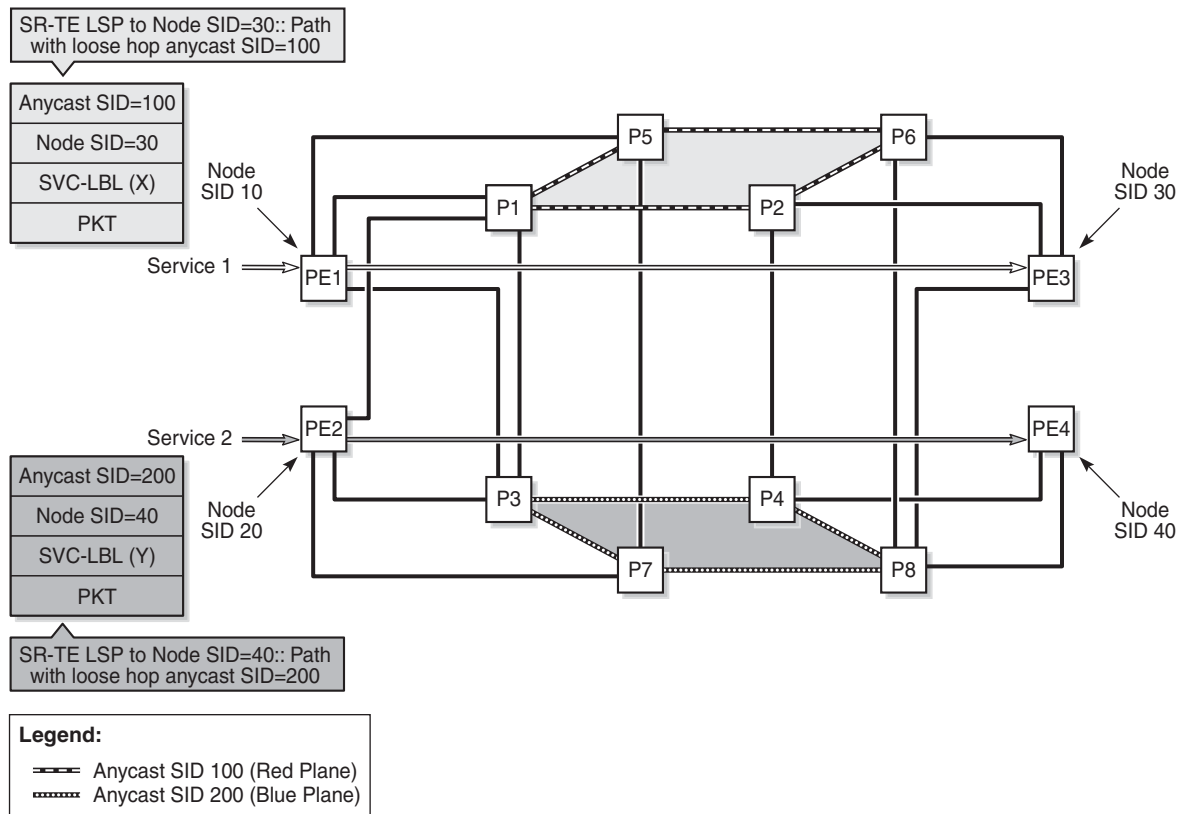 SR-TE LSP to Node SID=30:: Path
with loose hop anycast SID=100
Anycast SID=100
Node SID=30
SVC-LBL (X)
PKT
Node
SID 10
P5
P6
P1
P2
Node
SID 30
Service 1
PE1
PE3
Service 2
PE2
PE4
Anycast SID=200
Node SID=40
SVC-LBL (Y)
PKT
Node
SID 20
P3
P4
P7
P8
Node
SID 40
SR-TE LSP to Node SID=40:: Path
with loose hop anycast SID=200
Legend:
Anycast SID 100 (Red Plane)
Anycast SID 200 (Blue Plane)